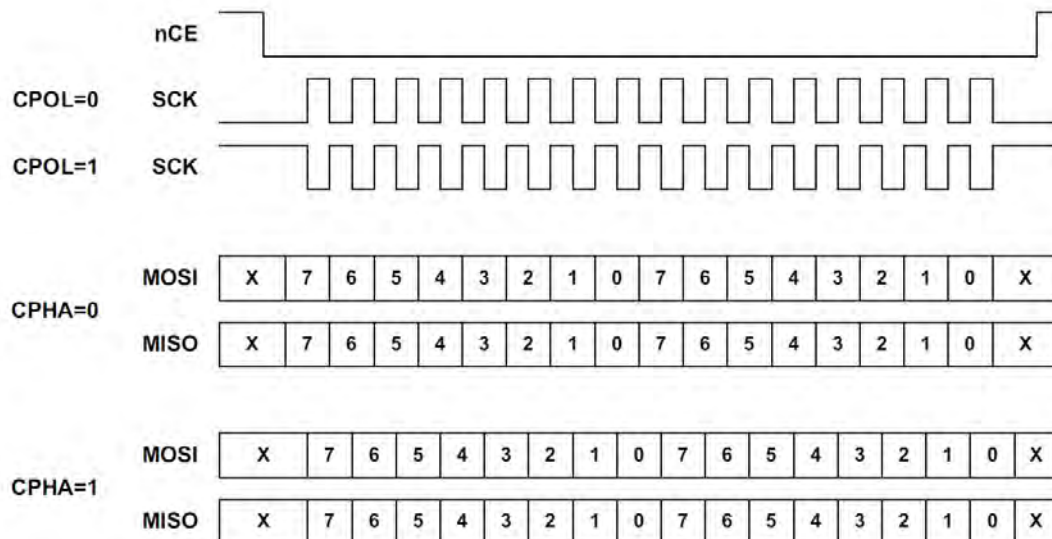 nCE
CPOL=0 SCK
CPOL=1 SCK
MOSI X 7 6 5 4 3 2 1 0 7 6 5 4 3 2 1 0 X
CPHA=0
MISO X 7 6 5 4 3 2 1 0 7 6 5 4 3 2 1 0 X
MOSI X 7 6 5 4 3 2 1 0 7 6 5 4 3 2 1 0 X
CPHA=1
MISO X 7 6 5 4 3 2 1 0 7 6 5 4 3 2 1 0 X